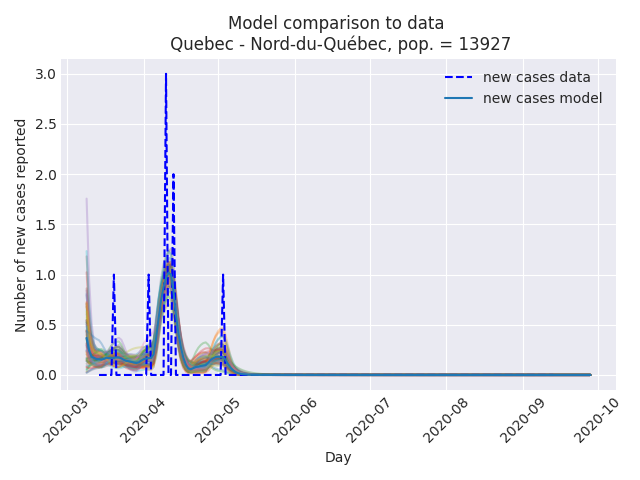 Model comparison to data
Quebec - Nord-du-Québec, pop. = 13927
new cases data
new cases model
Number of new cases reported
3.0
2.5
2.0
1.5
1.0
0.5
0.0
2020-03
2020-04
2020-05
2020-06
2020-07
2020-08
2020-09
2020-10
Day